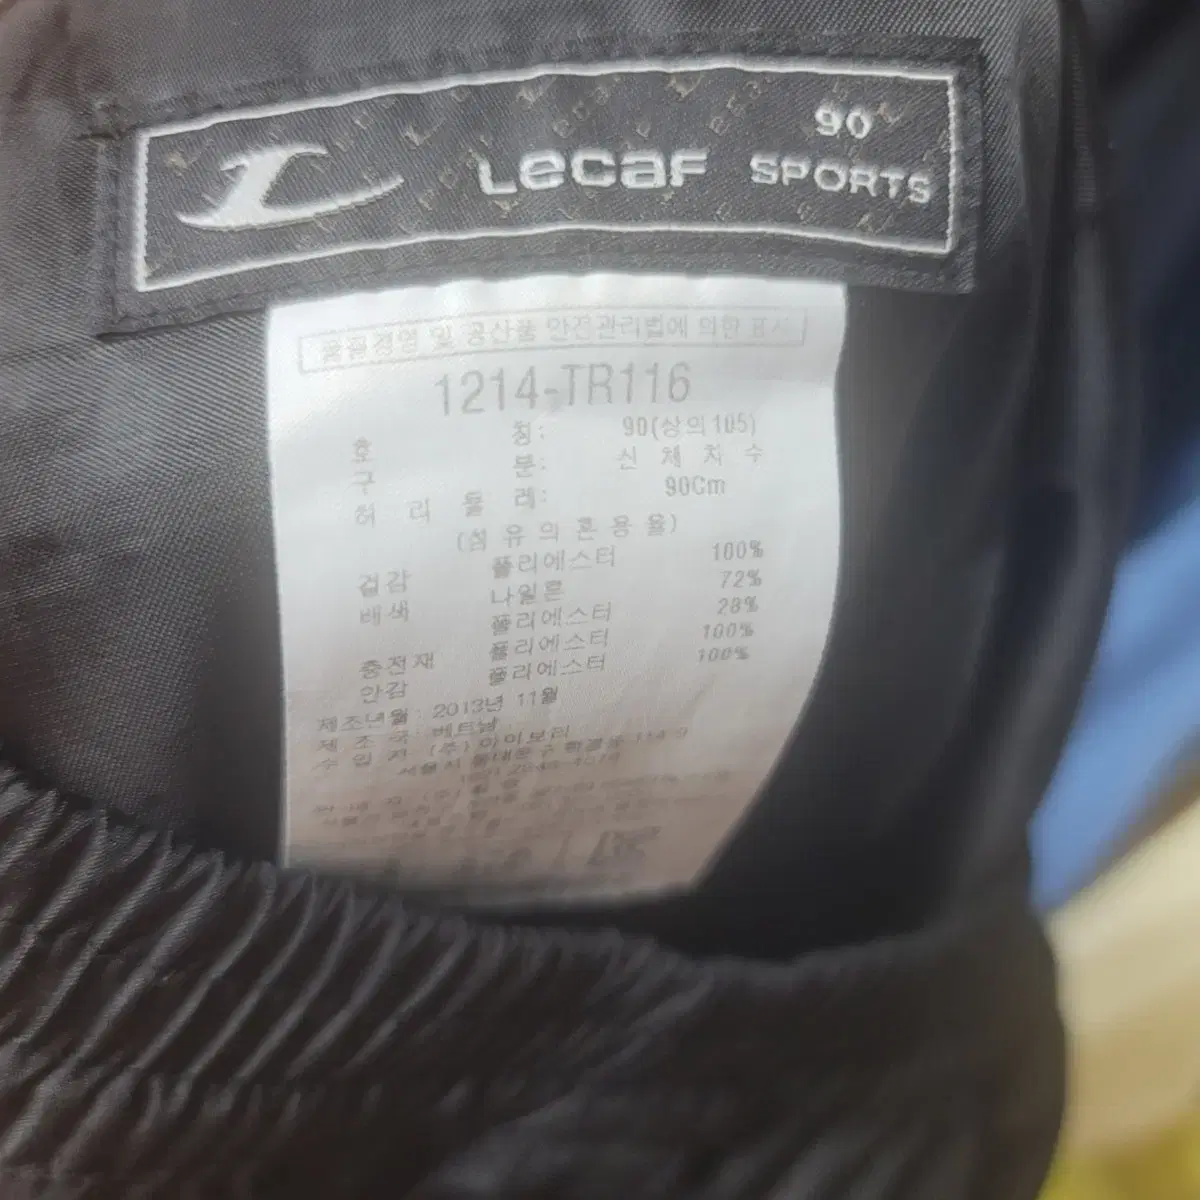 90
Lecaf SPORTS
품질경영 및 공산품 안전관리법에 의한 표시
1214-TR116
호 칭: 90(상의105)
구 분: 신 체 치 수
허 리 둘 레: 90Cm
(섬 유 의 혼 용 율)
겉감 폴리에스터 100%
배색 나일론 72%
폴리에스터 28%
충전재 폴리에스터 100%
안감 폴리에스터 100%
제조년월: 2013년 11월
제 조 국: 베트남
수 입 자: (주)아이보리